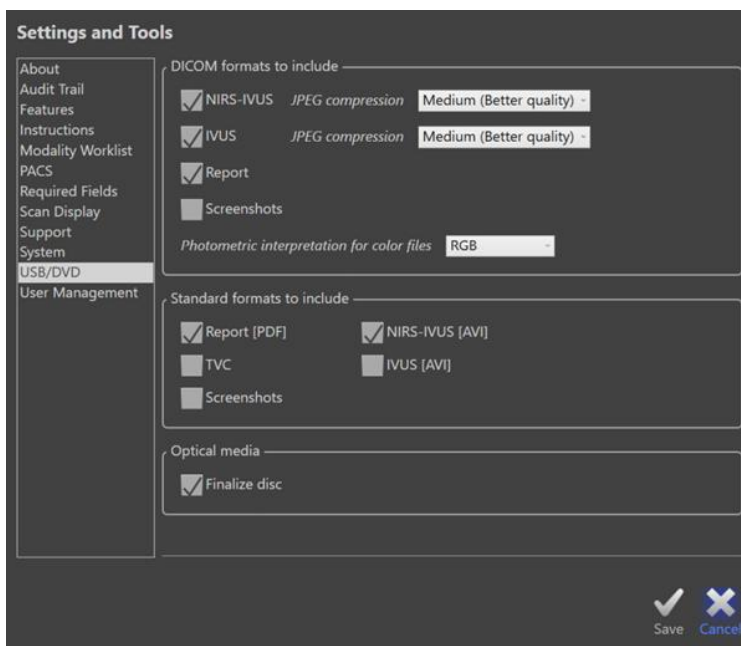 Settings and Tools
About
Audit Trail
Features
Instructions
Modality Worklist
PACS
Required Fields
Scan Display
Support
System
USB/DVD
User Management
DICOM formats to include
NIRS-IVUS JPEG compression Medium (Better quality)
IVUS JPEG compression Medium (Better quality)
Report
Screenshots
Photometric interpretation for color files RGB
Standard formats to include
Report [PDF] NIRS-IVUS [AVI]
TVC IVUS [AVI]
Screenshots
Optical media
Finalize disc
Save Cancel